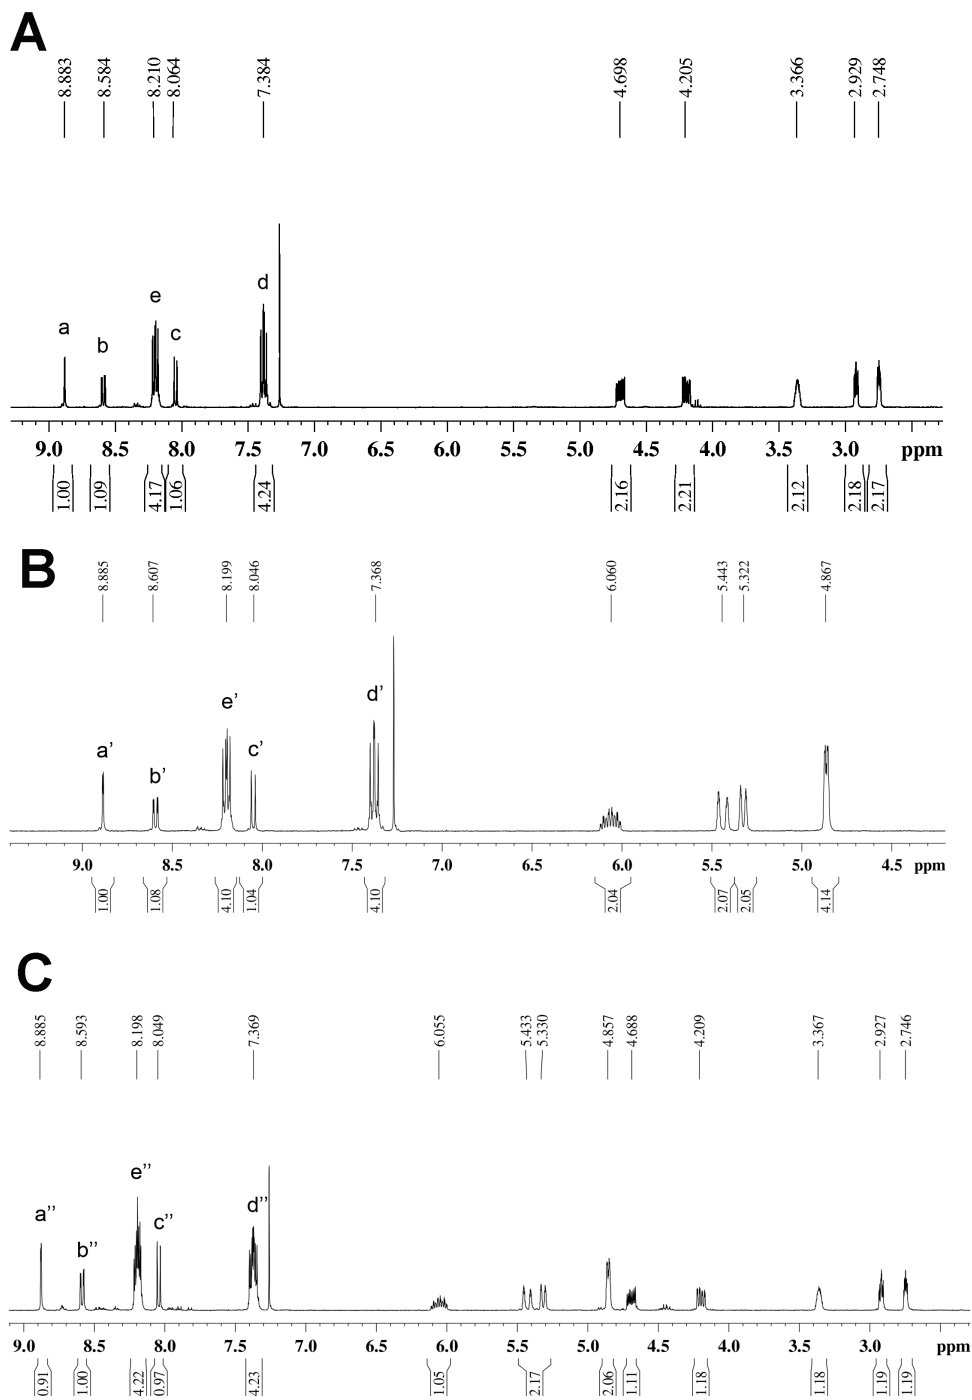 A
8.883 8.584 8.210 8.064 7.384 4.698 4.205 3.366 2.929 2.748
a b e c d
9.0 8.5 8.0 7.5 7.0 6.5 6.0 5.5 5.0 4.5 4.0 3.5 3.0 ppm
1.00 1.09 4.17 1.06 4.24 2.16 2.21 2.12 2.18 2.17
B
8.885 8.607 8.199 8.046 7.368 6.060 5.443 5.322 4.867
a’ b’ e’ c’ d’
9.0 8.5 8.0 7.5 7.0 6.5 6.0 5.5 5.0 4.5 ppm
1.00 1.08 4.10 1.04 4.10 2.04 2.07 2.05 4.14
C
8.885 8.593 8.198 8.049 7.369 6.055 5.433 5.330 4.857 4.688 4.209 3.367 2.927 2.746
a’’ b’’ e’’ c’’ d’’
9.0 8.5 8.0 7.5 7.0 6.5 6.0 5.5 5.0 4.5 4.0 3.5 3.0 ppm
0.91 1.00 4.22 0.97 4.23 1.05 2.17 2.06 1.11 1.18 1.18 1.19 1.19